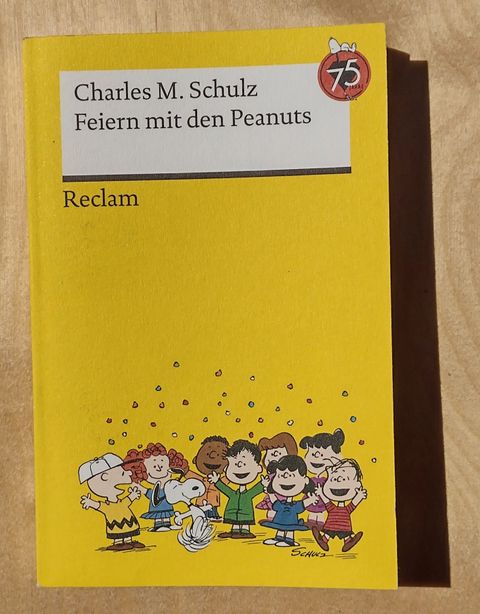 Charles M. Schulz
Feiern mit den Peanuts
75
Reclam
SCHULZ